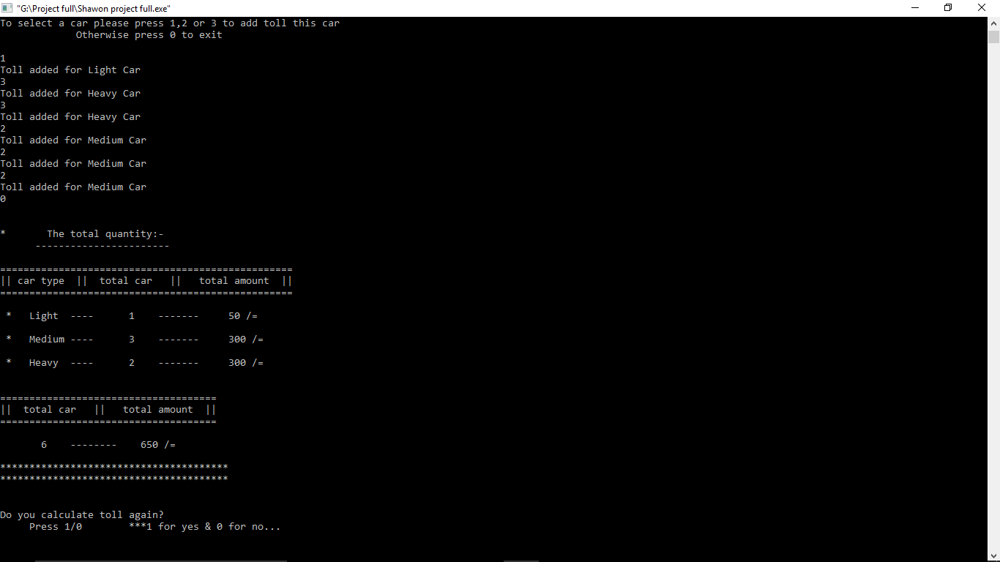 "G:\Project full\Shawon project full.exe"
To select a car please press 1,2 or 3 to add toll this car
Otherwise press 0 to exit
1
Toll added for Light Car
3
Toll added for Heavy Car
3
Toll added for Heavy Car
2
Toll added for Medium Car
2
Toll added for Medium Car
2
Toll added for Medium Car
0
*       The total quantity:-
-----------------------
==================================================
|| car type  ||  total car   ||   total amount  ||
==================================================
*   Light  ----      1    -------     50 /=
*   Medium ----      3    -------     300 /=
*   Heavy  ----      2    -------     300 /=
=====================================
||  total car   ||   total amount  ||
=====================================
6    --------    650 /=
***************************************
***************************************
Do you calculate toll again?
Press 1/0        ***1 for yes & 0 for no...